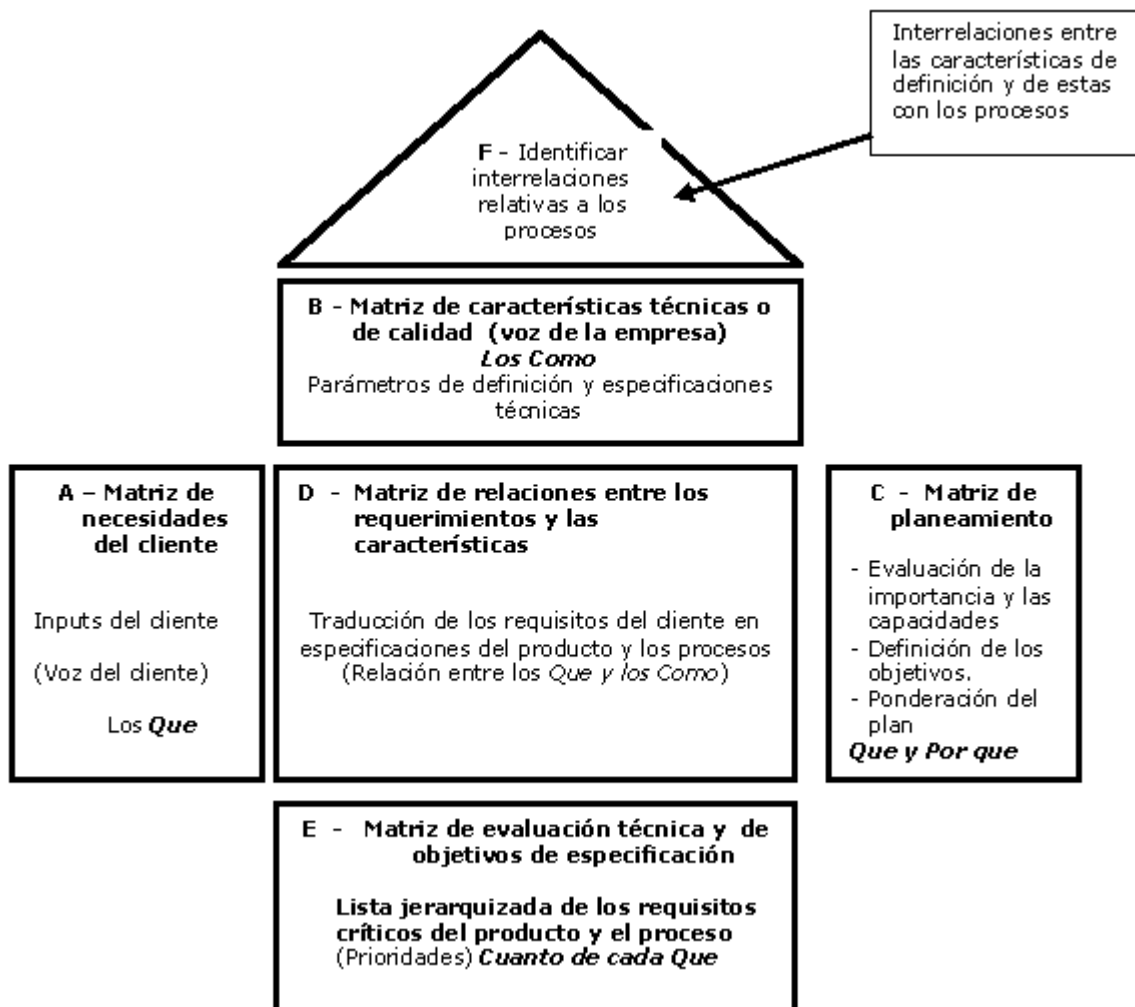 Interrelaciones entre
las características de
definición y de estas
con los procesos
F - Identificar
interrelaciones
relativas a los
procesos
B - Matriz de características técnicas o
de calidad (voz de la empresa)
Los Como
Parámetros de definición y especificaciones
técnicas
A – Matriz de
necesidades
del cliente
Inputs del cliente
(Voz del cliente)
Los Que
D - Matriz de relaciones entre los
requerimientos y las
características
Traducción de los requisitos del cliente en
especificaciones del producto y los procesos
(Relación entre los Que y los Como)
C - Matriz de
planeamiento
- Evaluación de la
importancia y las
capacidades
- Definición de los
objetivos.
- Ponderación del
plan
Que y Por que
E - Matriz de evaluación técnica y de
objetivos de especificación
Lista jerarquizada de los requisitos
críticos del producto y el proceso
(Prioridades) Cuanto de cada Que